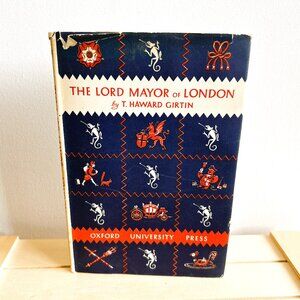 THE LORD MAYOR OF LONDON
by T. HAWARD GIRTIN
OXFORD UNIVERSITY PRESS